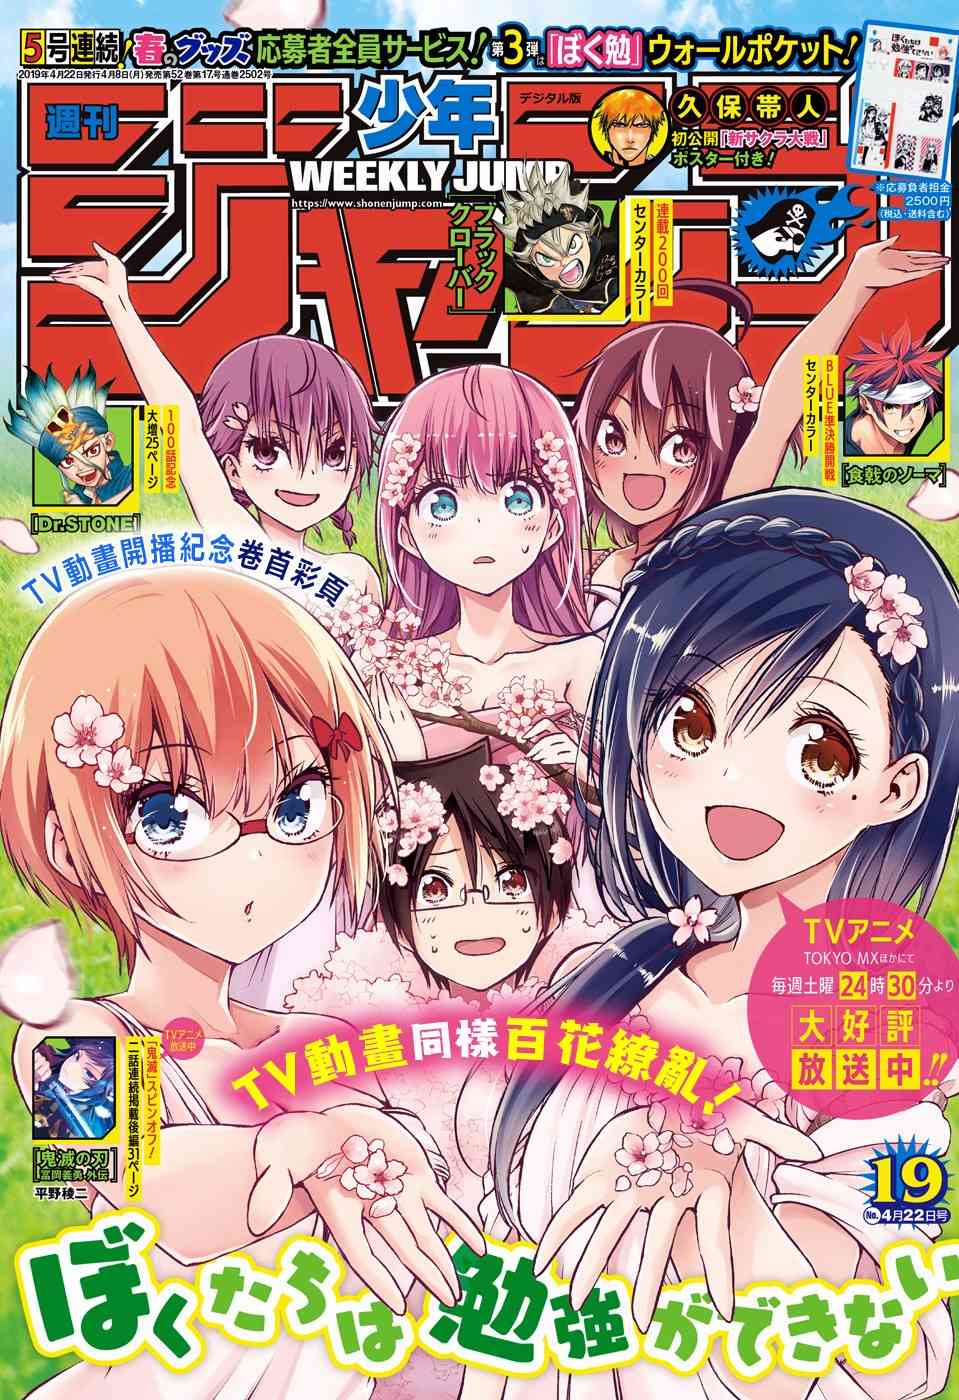 5号連続!春のグッズ応募者全員サービス!第3弾は「ぼく勉」ウォールポケット!
2019年4月22日発行4月8日(月)発売第52巻第17号通巻2502号
週刊
少年
ジャンプ
デジタル版
WEEKLY JUMP
https://www.shonenjump.com
久保帯人
初公開「新サクラ大戦」
ポスター付き!
ぼくたちは
勉強できない
※応募者負担金
2500円
(税込・送料含む)
[ブラック
クローバー]
連載200回
センターカラー
BLUE準決勝開戦
センターカラー
[食戟のソーマ]
100話記念
大増25ページ
[Dr.STONE]
TV動畫開播紀念卷首彩頁
TVアニメ
TOKYO MXほかにて
毎週土曜24時30分より
大好評
放送中!!
TV動畫同樣百花繚亂!
TVアニメ
放送中
「鬼滅」スピンオフ!
二話連続掲載後編31ページ
[鬼滅の刃
冨岡義勇 外伝]
平野稜二
19
No.4月22日号
ぼくたちは勉強ができない